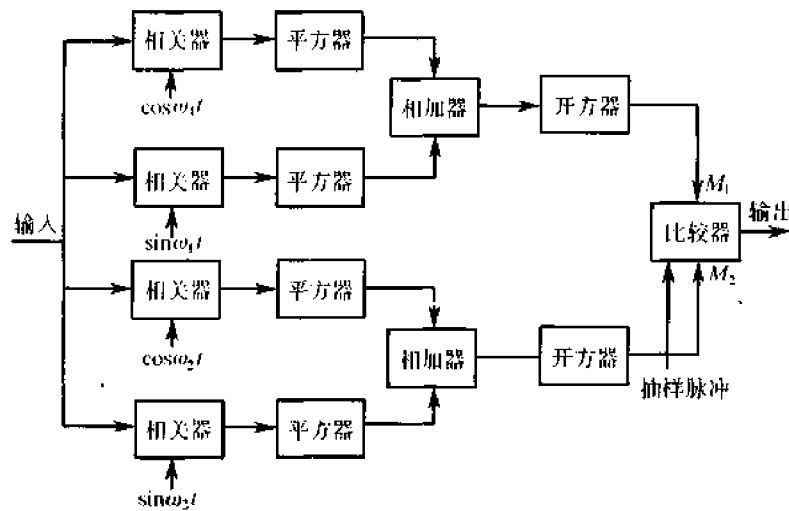 相关器
平方器
cosω₁t
相加器
开方器
相关器
平方器
M₁
输入
sinω₁t
比较器
输出
相关器
平方器
M₂
cosω₂t
相加器
开方器
抽样脉冲
相关器
平方器
sinω₂t